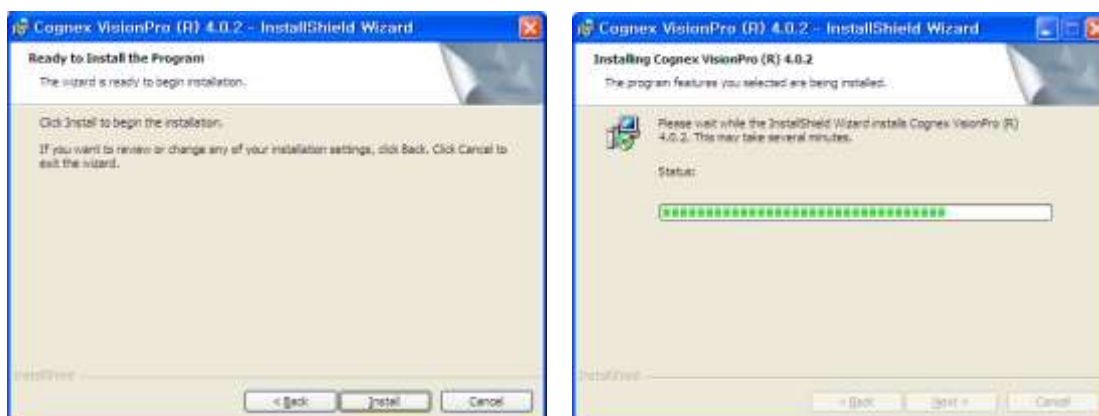 Cognex VisionPro (R) 4.0.2 - InstallShield Wizard
Ready to Install the Program
The wizard is ready to begin installation.
Click Install to begin the installation.
If you want to review or change any of your installation settings, click Back. Click Cancel to
exit the wizard.
InstallShield
< Back
Install
Cancel
Cognex VisionPro (R) 4.0.2 - InstallShield Wizard
Installing Cognex VisionPro (R) 4.0.2
The program features you selected are being installed.
Please wait while the InstallShield Wizard installs Cognex VisionPro (R)
4.0.2. This may take several minutes.
Status:
InstallShield
< Back
Next >
Cancel